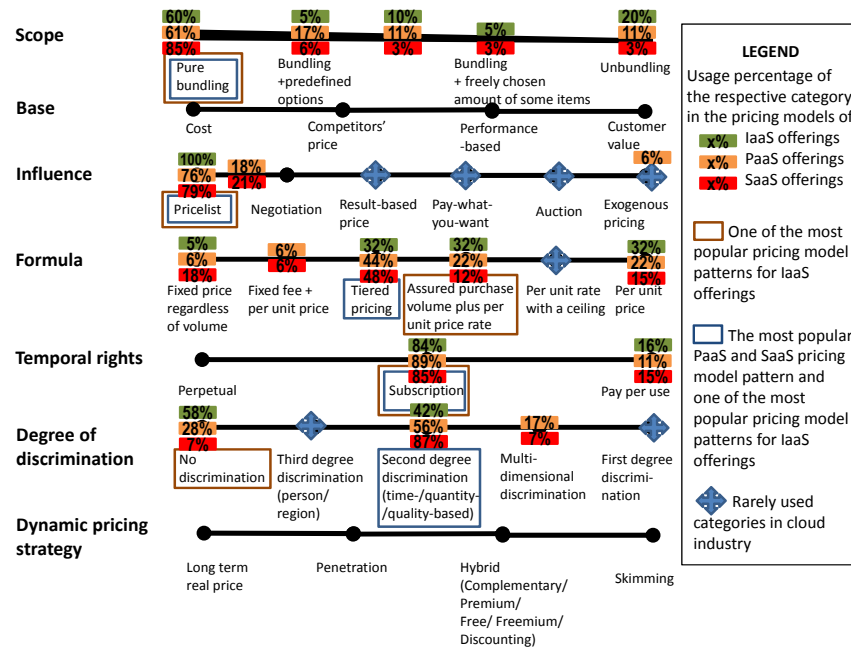 Scope
60%
61%
85%
5%
17%
6%
10%
11%
3%
5%
3%
20%
11%
3%
Pure
bundling
Bundling
+predefined
options
Bundling
+ freely chosen
amount of some items
Unbundling
Base
Cost
Competitors'
price
Performance
-based
Customer
value
Influence
100%
76%
79%
18%
21%
6%
Pricelist
Negotiation
Result-based
price
Pay-what-
you-want
Auction
Exogenous
pricing
Formula
5%
6%
18%
6%
6%
32%
44%
48%
32%
22%
12%
32%
22%
15%
Fixed price
regardless
of volume
Fixed fee +
per unit price
Tiered
pricing
Assured purchase
volume plus per
unit price rate
Per unit rate
with a ceiling
Per unit
price
Temporal rights
84%
89%
85%
16%
11%
15%
Perpetual
Subscription
Pay per use
Degree of
discrimination
58%
28%
7%
42%
56%
87%
17%
7%
No
discrimination
Third degree
discrimination
(person/
region)
Second degree
discrimination
(time-/quantity-
/quality-based)
Multi-
dimensional
discrimination
First degree
discrimi-
nation
Dynamic pricing
strategy
Long term
real price
Penetration
Hybrid
(Complementary/
Premium/
Free/ Freemium/
Discounting)
Skimming
LEGEND
Usage percentage of
the respective category
in the pricing models of
x% IaaS offerings
x% PaaS offerings
x% SaaS offerings
One of the most
popular pricing model
patterns for IaaS
offerings
The most popular
PaaS and SaaS pricing
model pattern and
one of the most
popular pricing model
patterns for IaaS
offerings
Rarely used
categories in cloud
industry